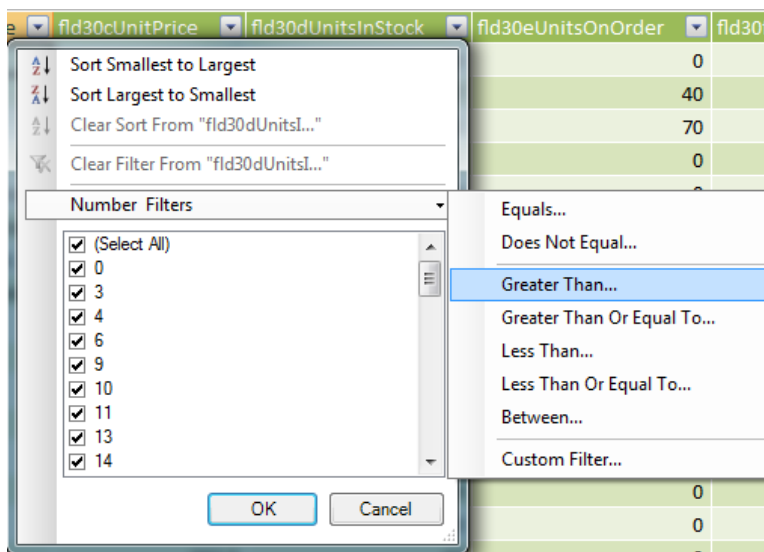 e fld30cUnitPrice fld30dUnitsInStock fld30eUnitsOnOrder fld30
Sort Smallest to Largest
Sort Largest to Smallest
Clear Sort From "fld30dUnitsI..."
Clear Filter From "fld30dUnitsI..."
Number Filters
(Select All)
0
3
4
6
9
10
11
13
14
OK Cancel
Equals...
Does Not Equal...
Greater Than...
Greater Than Or Equal To...
Less Than...
Less Than Or Equal To...
Between...
Custom Filter...
0
40
70
0
0
0